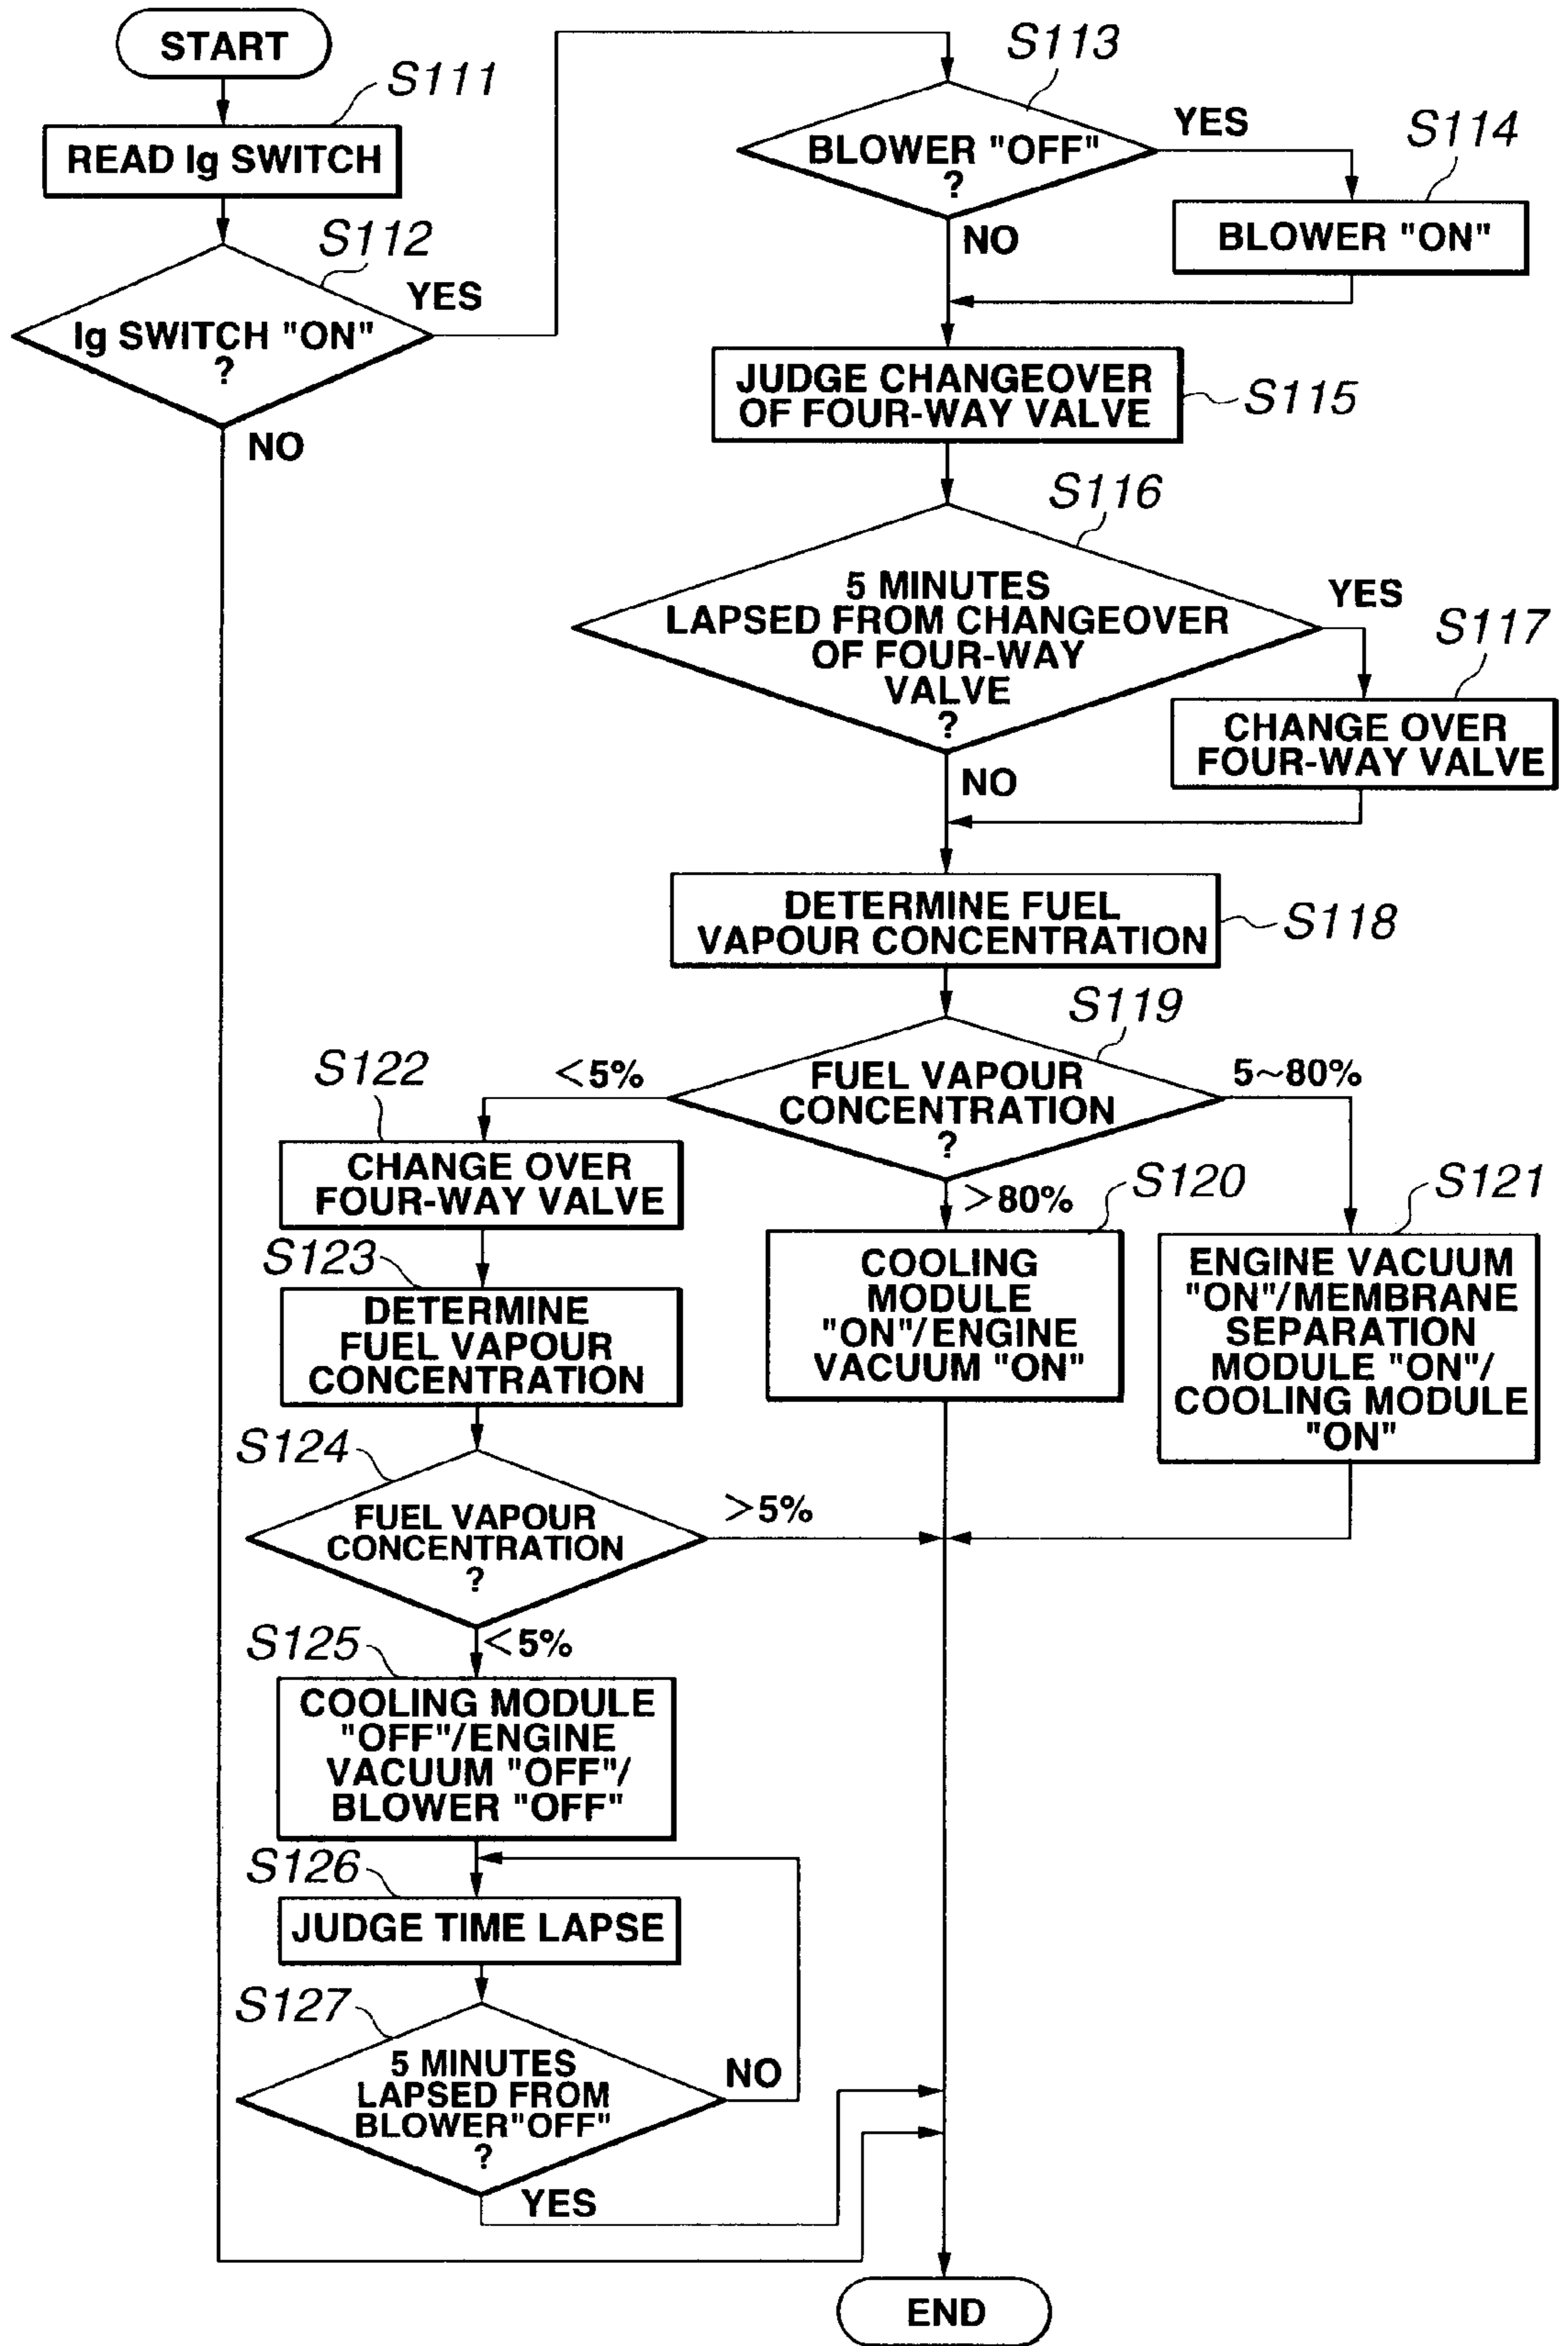 START
S111
READ Ig SWITCH
S112
Ig SWITCH "ON"
?
YES
NO
S113
BLOWER "OFF"
?
YES
NO
S114
BLOWER "ON"
JUDGE CHANGEOVER
OF FOUR-WAY VALVE
S115
S116
5 MINUTES
LAPSED FROM CHANGEOVER
OF FOUR-WAY
VALVE
?
YES
NO
S117
CHANGE OVER
FOUR-WAY VALVE
DETERMINE FUEL
VAPOUR CONCENTRATION
S118
S119
FUEL VAPOUR
CONCENTRATION
?
<5%
5~80%
>80%
S120
COOLING
MODULE
"ON"/ENGINE
VACUUM "ON"
S121
ENGINE VACUUM
"ON"/MEMBRANE
SEPARATION
MODULE "ON"/
COOLING MODULE
"ON"
S122
CHANGE OVER
FOUR-WAY VALVE
S123
DETERMINE
FUEL VAPOUR
CONCENTRATION
S124
FUEL VAPOUR
CONCENTRATION
?
>5%
<5%
S125
COOLING MODULE
"OFF"/ENGINE
VACUUM "OFF"/
BLOWER "OFF"
S126
JUDGE TIME LAPSE
S127
5 MINUTES
LAPSED FROM
BLOWER"OFF"
?
NO
YES
END